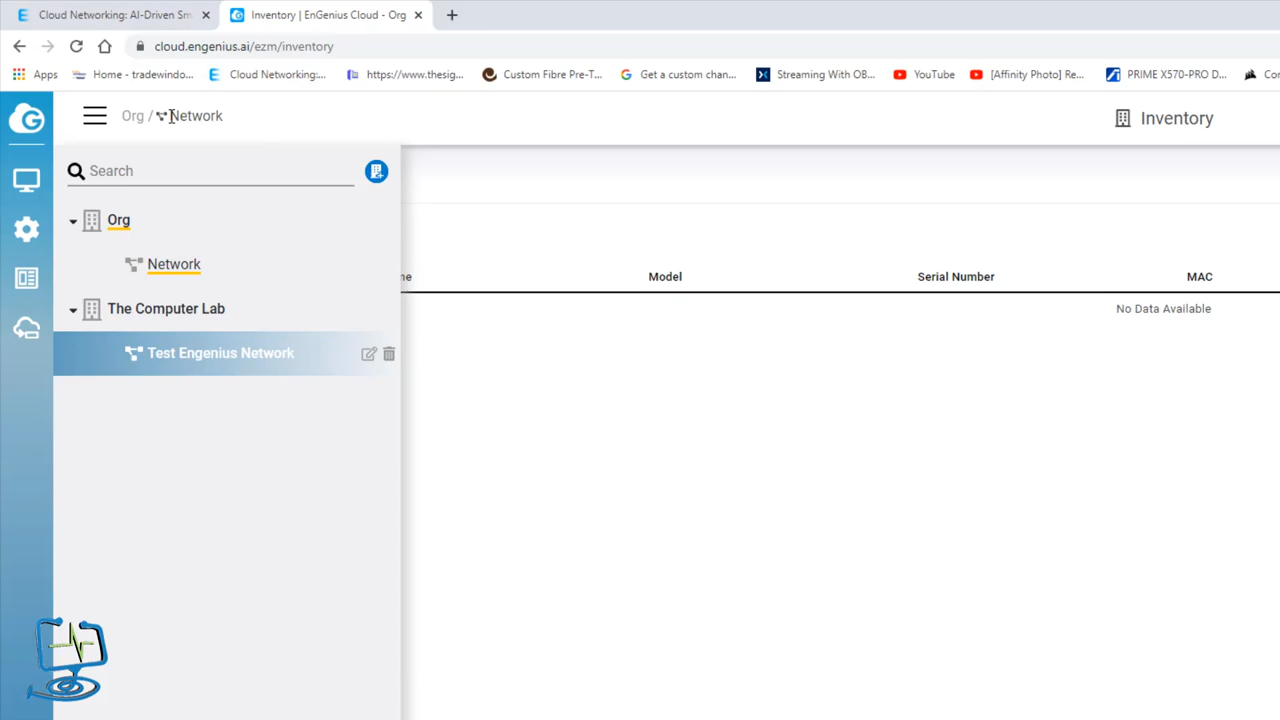 Cloud Networking: AI-Driven Sm
Inventory | EnGenius Cloud - Org
cloud.engenius.ai/ezm/inventory
Apps
Home - tradewindo...
Cloud Networking:...
https://www.thesig...
Custom Fibre Pre-T...
Get a custom chan...
Streaming With OB...
YouTube
[Affinity Photo] Re...
PRIME X570-PRO D...
Cor
Org / Network
Inventory
Search
Org
Network
The Computer Lab
Test Engenius Network
me
Model
Serial Number
MAC
No Data Available